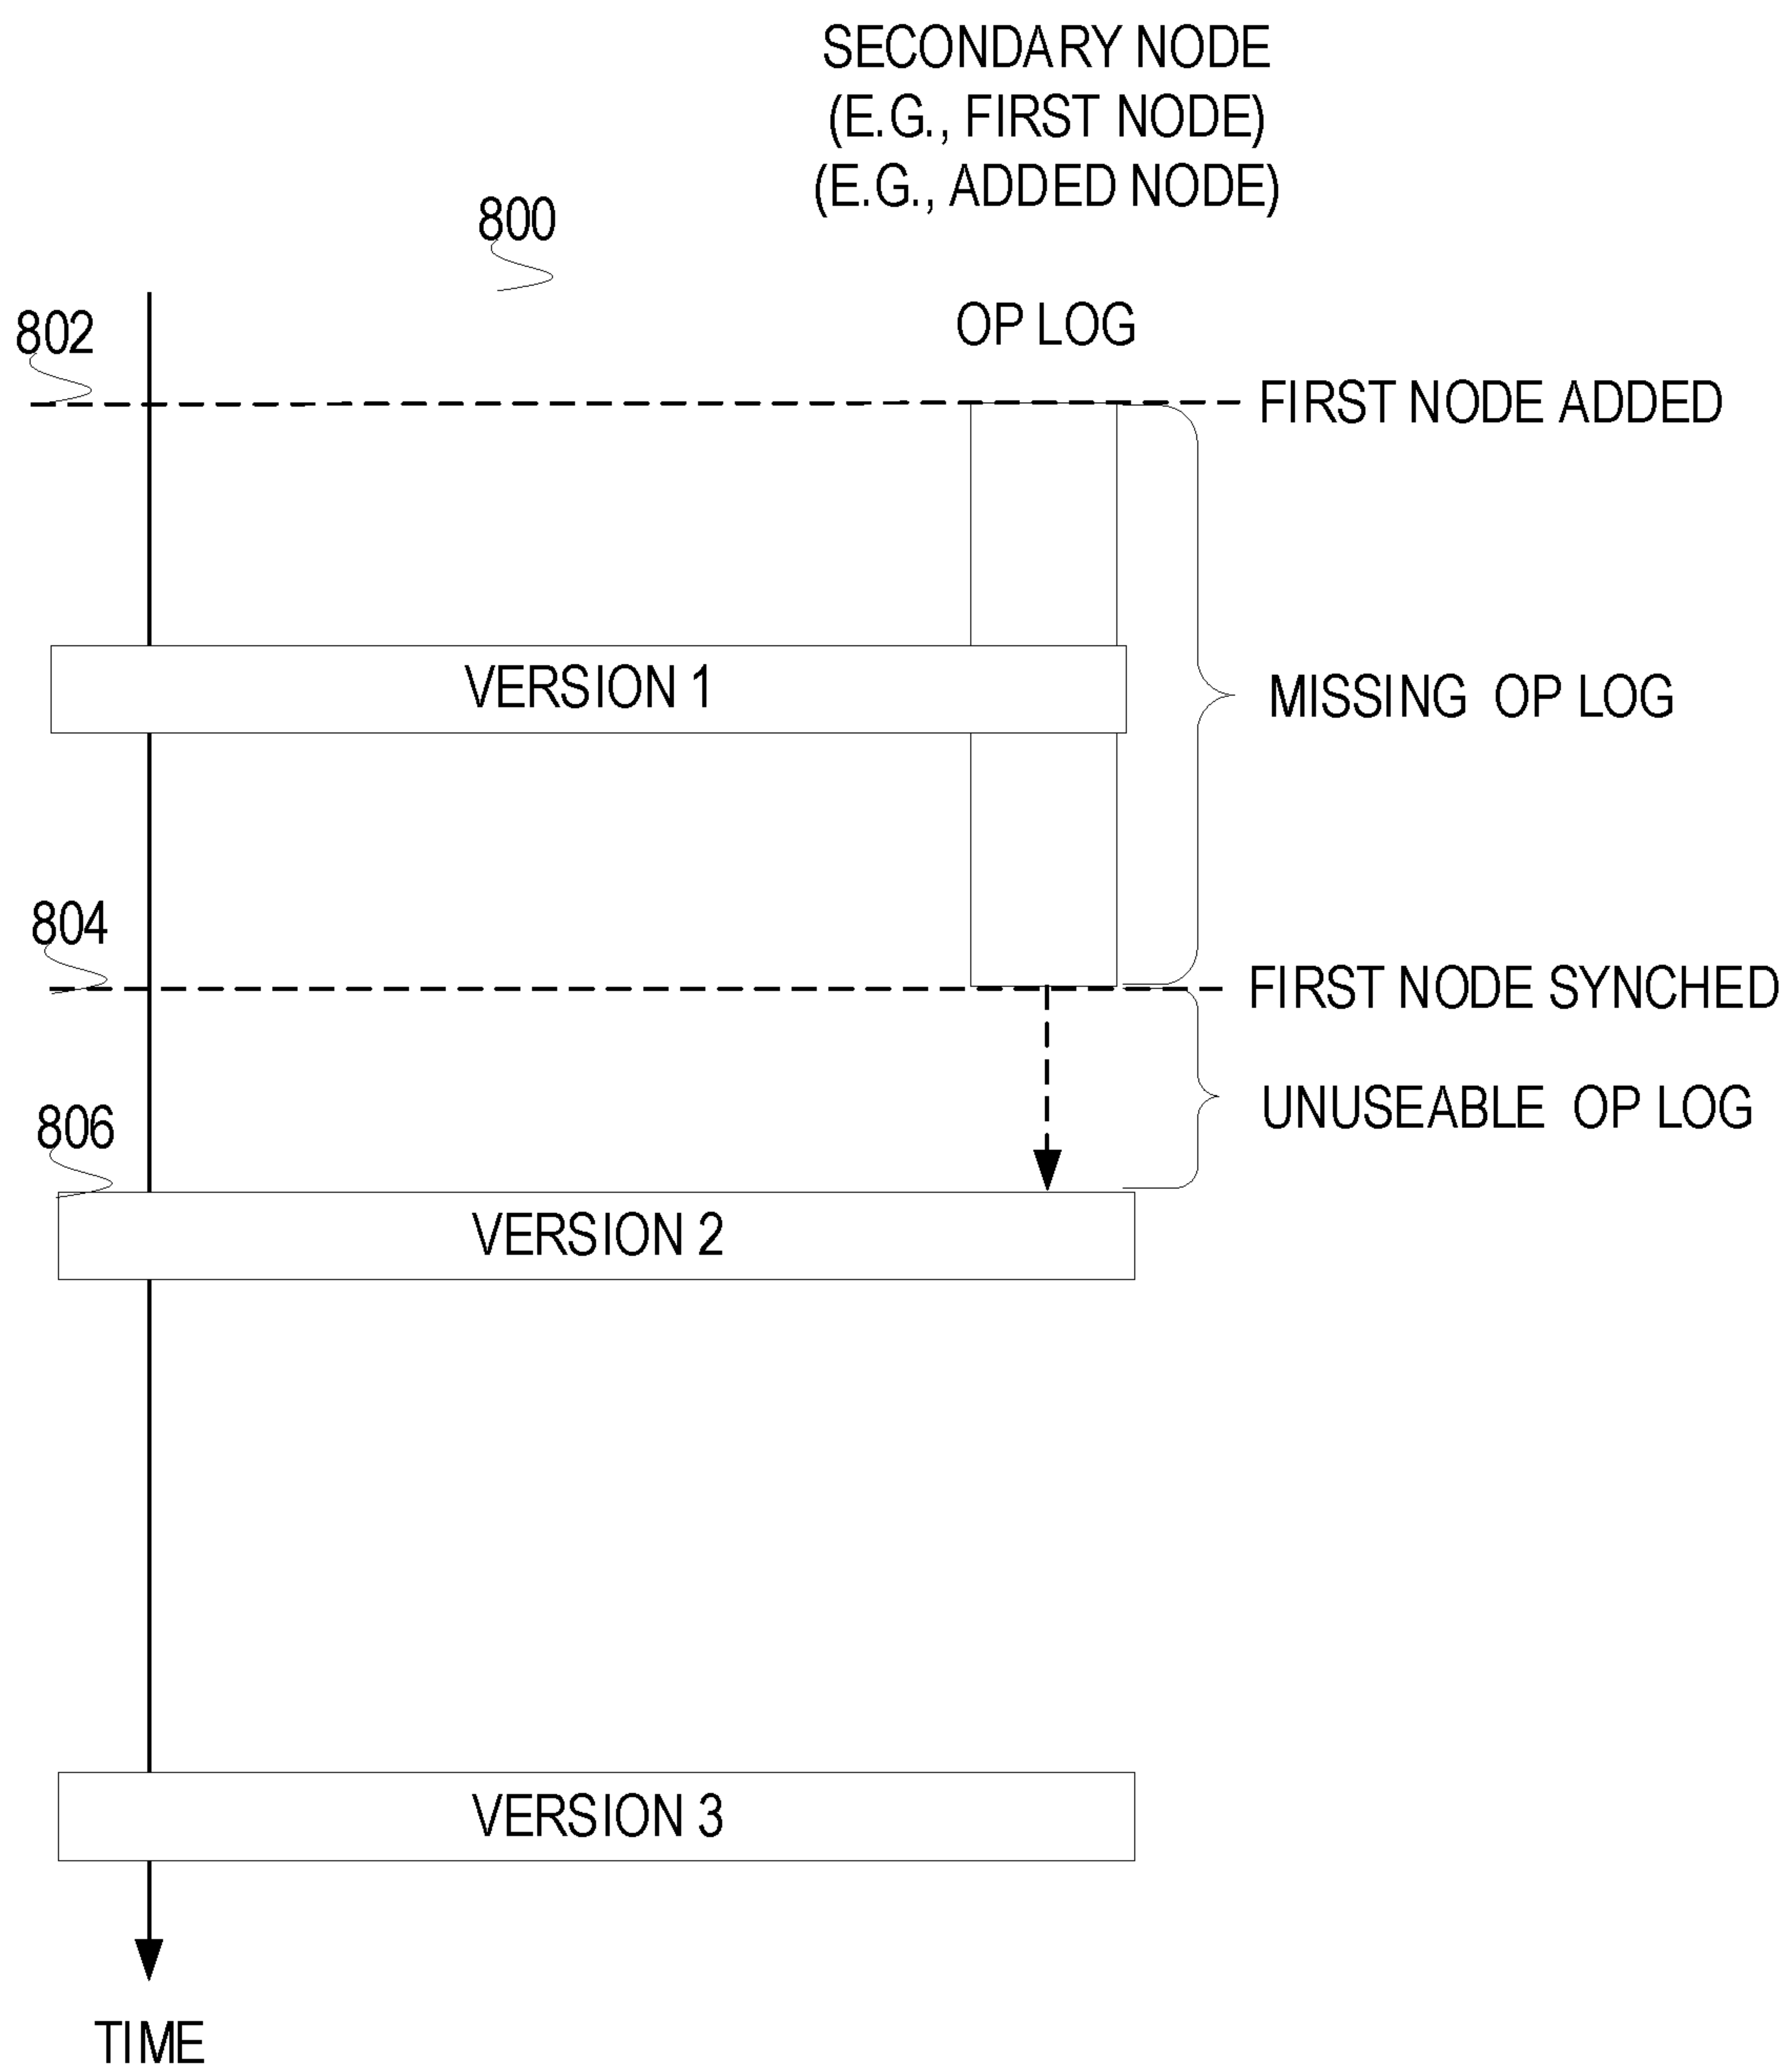 SECONDARY NODE
(E.G., FIRST NODE)
(E.G., ADDED NODE)
800
802
OP LOG
FIRST NODE ADDED
VERSION 1
MISSING OP LOG
804
FIRST NODE SYNCHED
806
UNUSEABLE OP LOG
VERSION 2
VERSION 3
TIME